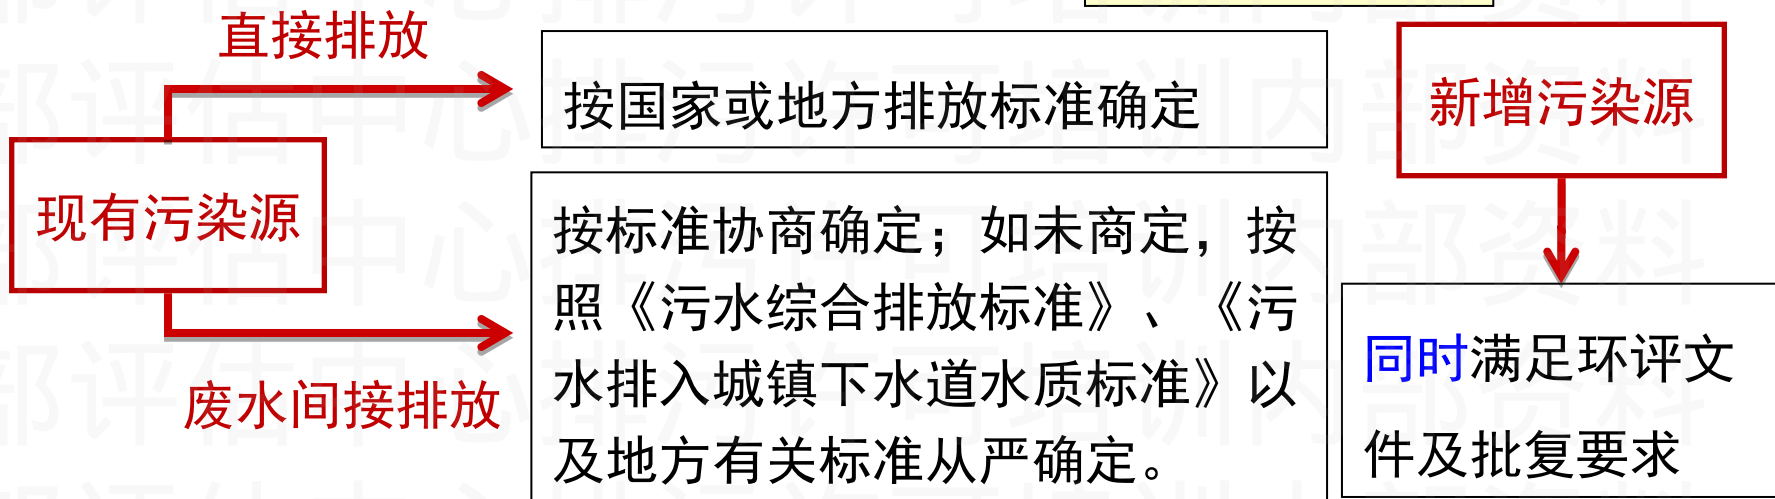 直接排放
按国家或地方排放标准确定
新增污染源
现有污染源
按标准协商确定；如未商定，按
照《污水综合排放标准》、《污
水排入城镇下水道水质标准》以
及地方有关标准从严确定。
废水间接排放
同时满足环评文
件及批复要求